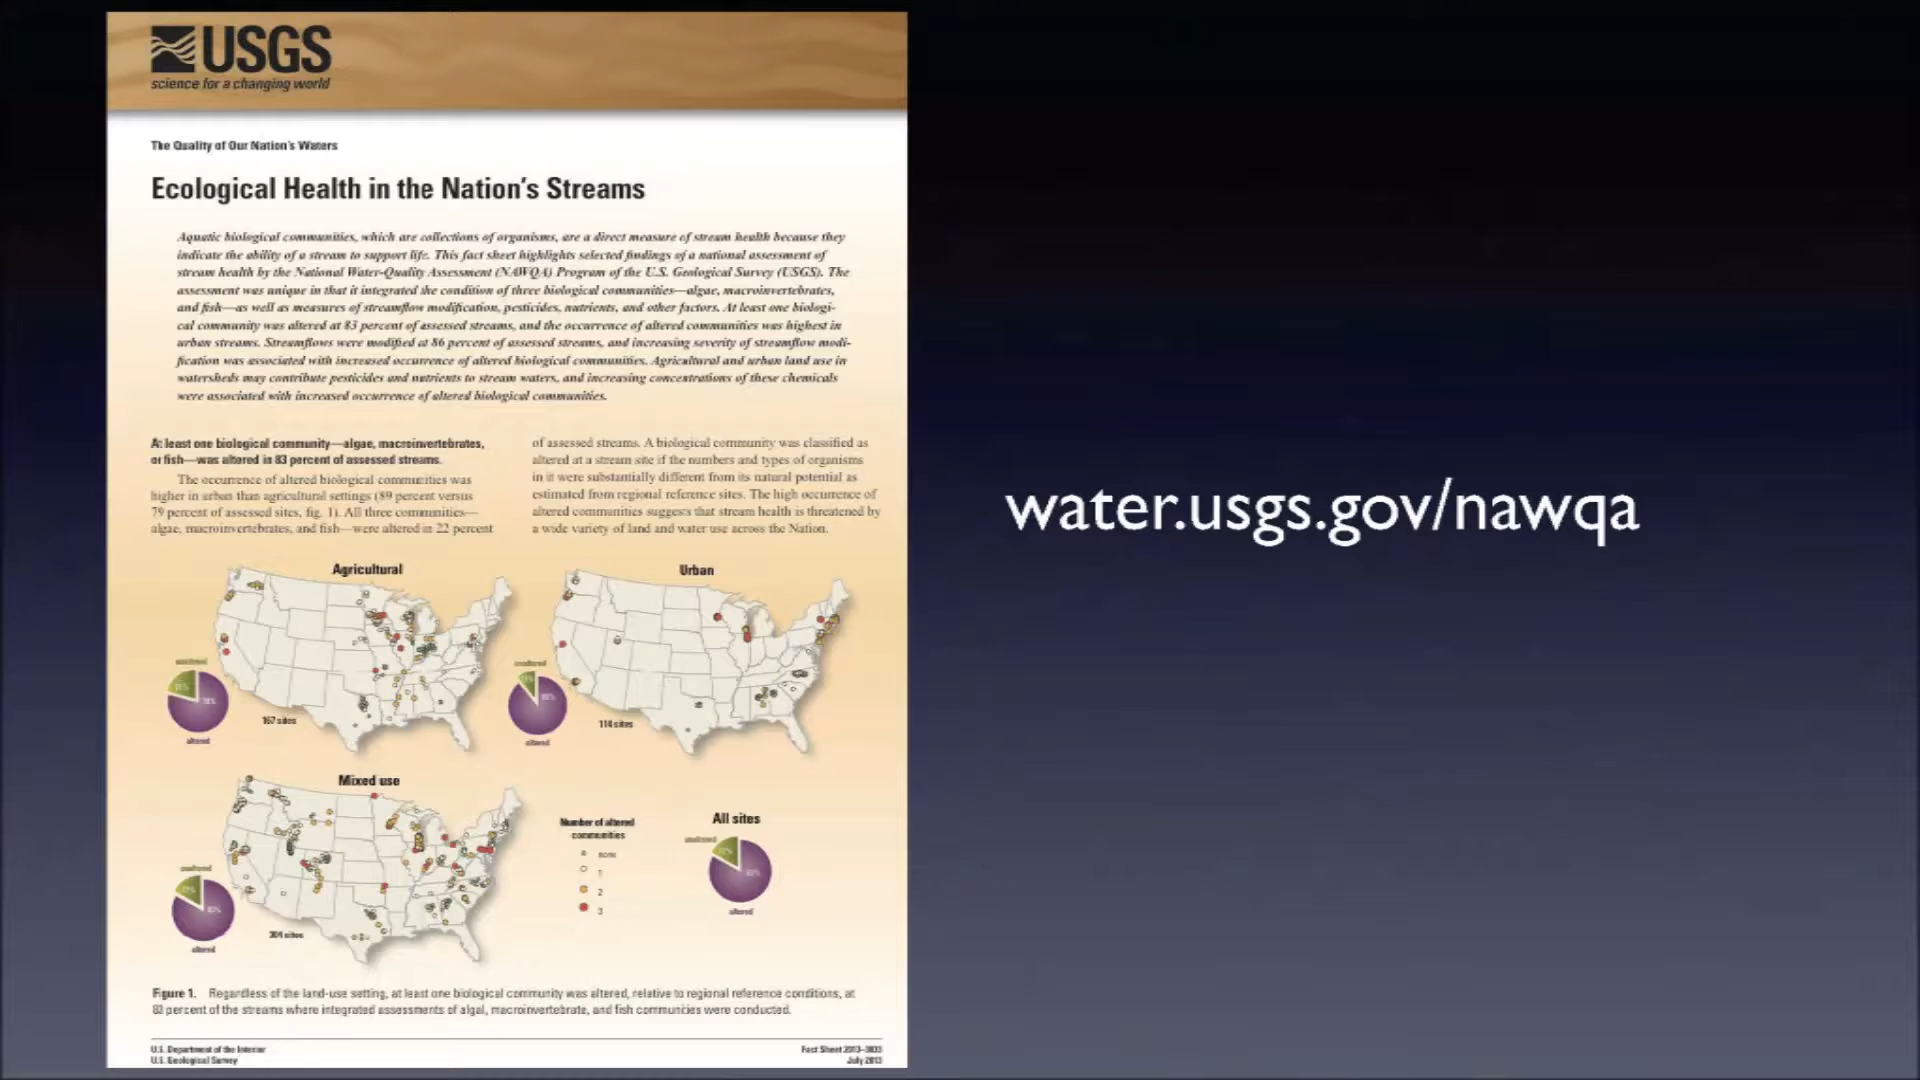 USGS
science for a changing world
The Quality of Our Nation's Waters
Ecological Health in the Nation's Streams
Aquatic biological communities, which are collections of organisms, are a direct measure of stream health because they
indicate the ability of a stream to support life. This fact sheet highlights selected findings of a national assessment of
stream health by the National Water-Quality Assessment (NAWQA) Program of the U.S. Geological Survey (USGS). The
assessment was unique in that it integrated the condition of three biological communities—algae, macroinvertebrates,
and fish—as well as measures of streamflow modification, pesticides, nutrients, and other factors. At least one biologi-
cal community was altered at 83 percent of assessed streams, and the occurrence of altered communities was highest in
urban streams. Streamflows were modified at 86 percent of assessed streams, and increasing severity of streamflow modi-
fication was associated with increased occurrence of altered biological communities. Agricultural and urban land use in
watersheds may contribute pesticides and nutrients to stream waters, and increasing concentrations of these chemicals
were associated with increased occurrence of altered biological communities.
At least one biological community—algae, macroinvertebrates,
or fish—was altered in 83 percent of assessed streams.
The occurrence of altered biological communities was
higher in urban than agricultural settings (89 percent versus
79 percent of assessed sites, fig. 1). All three communities—
algae, macroinvertebrates, and fish—were altered in 22 percent
of assessed streams. A biological community was classified as
altered at a stream site if the numbers and types of organisms
in it were substantially different from its natural potential as
estimated from regional reference sites. The high occurrence of
altered communities suggests that stream health is threatened by
a wide variety of land and water use across the Nation.
Agricultural
unaltered
altered
157 sites
Urban
unaltered
altered
114 sites
Mixed use
unaltered
altered
sites
Number of altered
communities
none
1
2
3
All sites
unaltered
altered
Figure 1. Regardless of the land-use setting, at least one biological community was altered, relative to regional reference conditions, at
83 percent of the streams where integrated assessments of algal, macroinvertebrate, and fish communities were conducted.
U.S. Department of the Interior
U.S. Geological Survey
Fact Sheet 2013–3033
July 2013
water.usgs.gov/nawqa